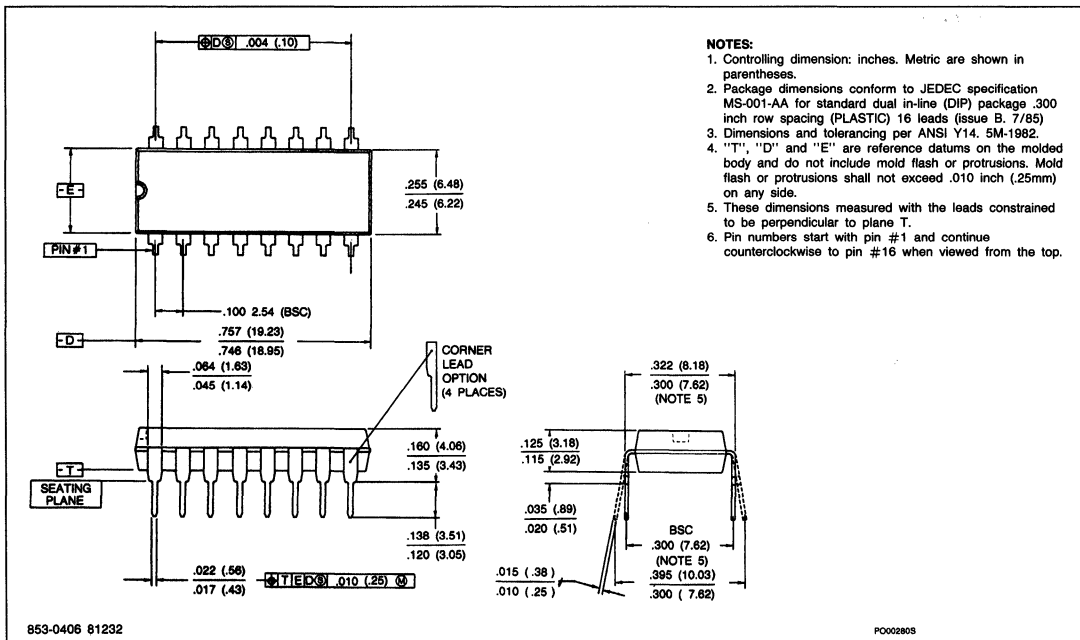 ⌖ D Ⓢ .004 (.10)
NOTES:
1. Controlling dimension: inches. Metric are shown in
parentheses.
2. Package dimensions conform to JEDEC specification
MS-001-AA for standard dual in-line (DIP) package .300
inch row spacing (PLASTIC) 16 leads (issue B. 7/85)
3. Dimensions and tolerancing per ANSI Y14. 5M-1982.
4. "T", "D" and "E" are reference datums on the molded
body and do not include mold flash or protrusions. Mold
flash or protrusions shall not exceed .010 inch (.25mm)
on any side.
5. These dimensions measured with the leads constrained
to be perpendicular to plane T.
6. Pin numbers start with pin #1 and continue
counterclockwise to pin #16 when viewed from the top.
-E-
.255 (6.48)
.245 (6.22)
PIN #1
.100 2.54 (BSC)
-D-
.757 (19.23)
.746 (18.95)
.064 (1.63)
.045 (1.14)
CORNER
LEAD
OPTION
(4 PLACES)
.322 (8.18)
.300 (7.62)
(NOTE 5)
.160 (4.06)
.135 (3.43)
.125 (3.18)
.115 (2.92)
-T-
SEATING
PLANE
.138 (3.51)
.120 (3.05)
.035 (.89)
.020 (.51)
BSC
.300 (7.62)
(NOTE 5)
.395 (10.03)
.300 ( 7.62)
.022 (.56)
.017 (.43)
⌖ T E D Ⓢ .010 (.25) Ⓜ
.015 ( .38 )
.010 ( .25 )
853-0406 81232
PO00280S